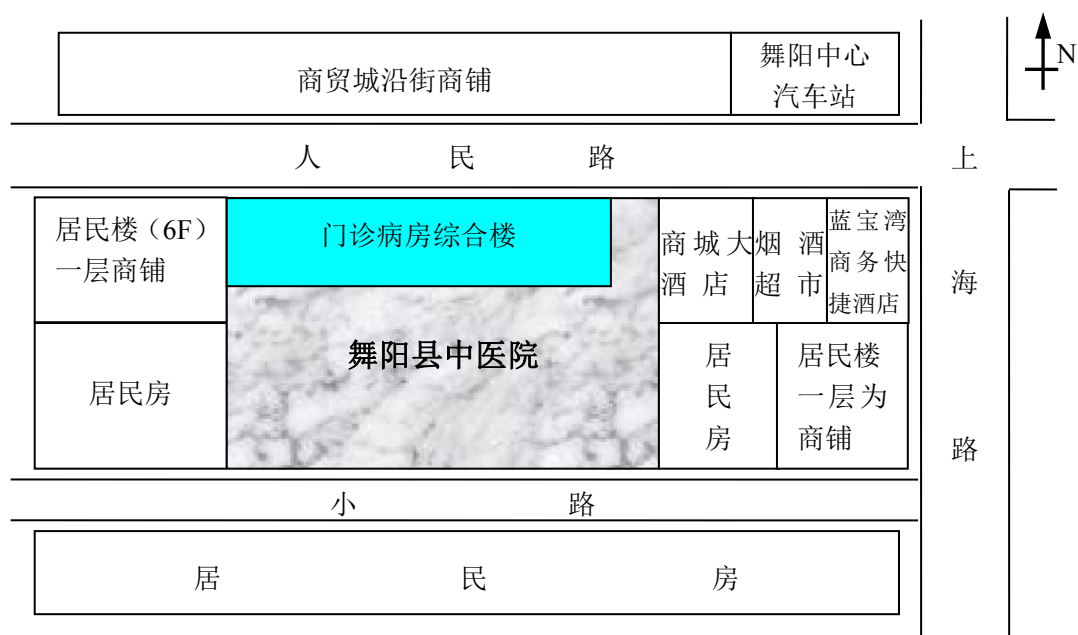 商贸城沿街商铺
舞阳中心
汽车站
N
人民路
上海路
居民楼（6F）
一层商铺
门诊病房综合楼
商城大
酒店
烟酒
超市
蓝宝湾
商务快
捷酒店
舞阳县中医院
居民房
居
民
房
居民楼
一层为
商铺
小路
居民房